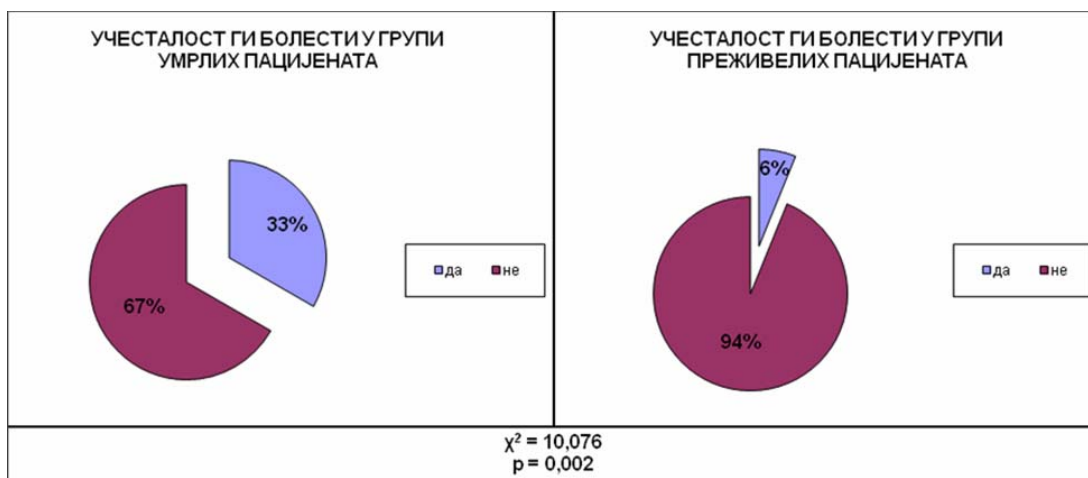 УЧЕСТАЛОСТ ГИ БОЛЕСТИ У ГРУПИ
УМРЛИХ ПАЦИЈЕНАТА
33%
67%
да не
УЧЕСТАЛОСТ ГИ БОЛЕСТИ У ГРУПИ
ПРЕЖИВЕЛИХ ПАЦИЈЕНАТА
6%
94%
да не
χ² = 10,076
p = 0,002